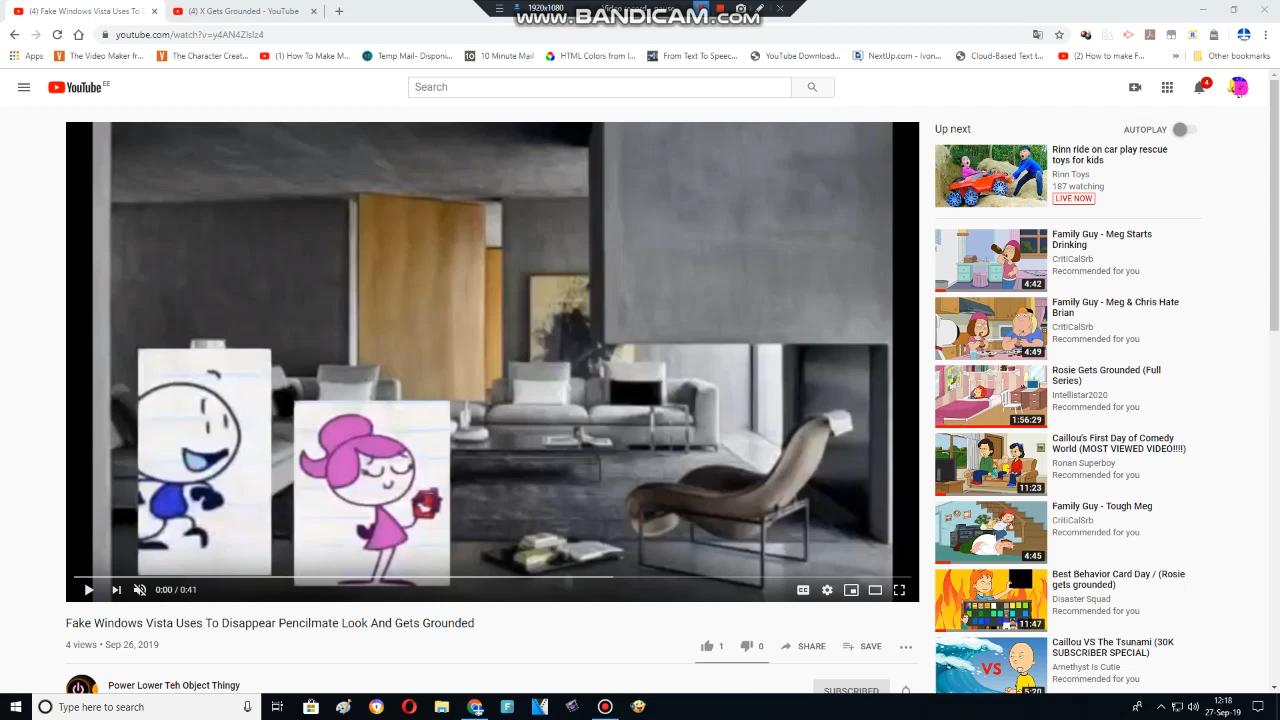 (4) Fake Windows Vista Uses To D
(4) X Gets Grounded - YouTube
1920x1080
www.BANDICAM.com
youtube.com/watch?v=y4AN4Zlslz4
Apps
The Video Maker fr...
The Character Creat...
(1) How To Make M...
Temp Mail- Disponi...
10 Minute Mail
HTML Colors from I...
From Text To Speec...
YouTube Download...
NextUp.com - Ivon...
Cloud-Based Text t...
(2) How to make F...
Other bookmarks
YouTube EE
Search
4
Up next
AUTOPLAY
Rinn ride on car play rescue
toys for kids
Rinn Toys
187 watching
LIVE NOW
Family Guy - Meg Starts
Drinking
CritiCalSrb
Recommended for you
4:42
Family Guy - Meg & Chris Hate
Brian
CritiCalSrb
Recommended for you
4:49
Rosie Gets Grounded (Full
Series)
Intellistar2020
Recommended for you
1:56:29
Caillou's First Day of Comedy
World (MOST VIEWED VIDEO!!!!)
Ronan Superboy
Recommended for you
11:23
Family Guy - Tough Meg
CritiCalSrb
Recommended for you
4:45
Best Behavior Card Day / (Rosie
gets grounded)
Disaster Squad
Recommended for you
11:47
Caillou VS The Tsunami (30K
SUBSCRIBER SPECIAL)
Amethyst Is Cutie
Recommended for you
VS
5:20
0:00 / 0:41
Fake Windows Vista Uses To Disappear Pencil The Look And Gets Grounded
4 views • Sep 26, 2019
1
0
SHARE
SAVE
Power Lower Teh Object Thingy
SUBSCRIBED
Type here to search
12:18
27-Sep-19